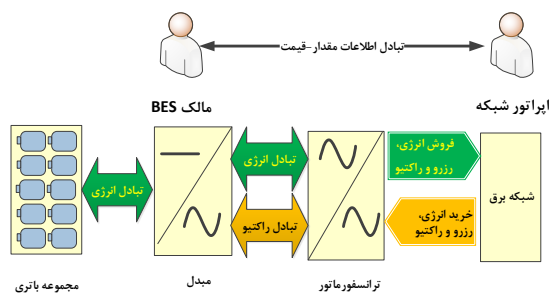 تبادل اطلاعات مقدار-قیمت
اپراتور شبکه
مالک BES
فروش انرژی،
رزرو و راکتیو
تبادل انرژی
تبادل انرژی
شبکه برق
خرید انرژی،
رزرو و راکتیو
تبادل راکتیو
ترانسفورماتور
مبدل
مجموعه باتری